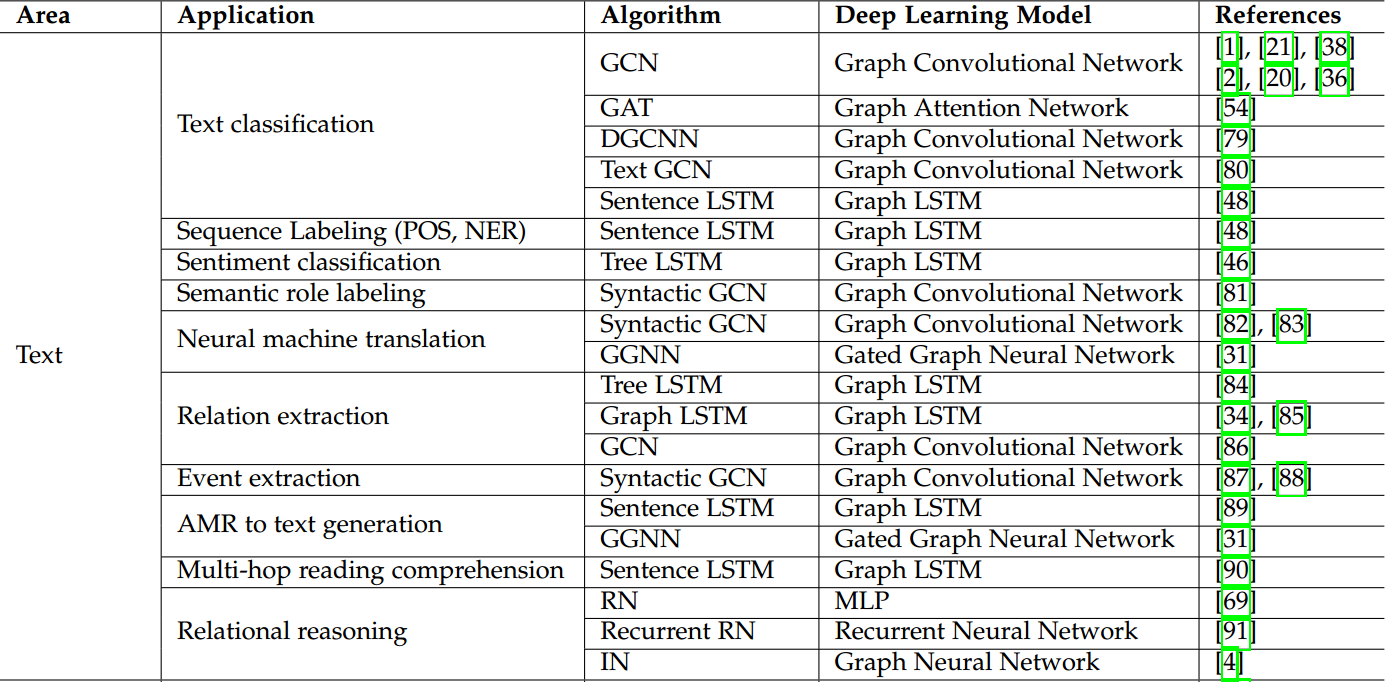 Area Application Algorithm Deep Learning Model References
Text
Text classification
GCN Graph Convolutional Network [1], [21], [38]
[2], [20], [36]
GAT Graph Attention Network [54]
DGCNN Graph Convolutional Network [79]
Text GCN Graph Convolutional Network [80]
Sentence LSTM Graph LSTM [48]
Sequence Labeling (POS, NER) Sentence LSTM Graph LSTM [48]
Sentiment classification Tree LSTM Graph LSTM [46]
Semantic role labeling Syntactic GCN Graph Convolutional Network [81]
Neural machine translation
Syntactic GCN Graph Convolutional Network [82], [83]
GGNN Gated Graph Neural Network [31]
Relation extraction
Tree LSTM Graph LSTM [84]
Graph LSTM Graph LSTM [34], [85]
GCN Graph Convolutional Network [86]
Event extraction Syntactic GCN Graph Convolutional Network [87], [88]
AMR to text generation
Sentence LSTM Graph LSTM [89]
GGNN Gated Graph Neural Network [31]
Multi-hop reading comprehension Sentence LSTM Graph LSTM [90]
Relational reasoning
RN MLP [69]
Recurrent RN Recurrent Neural Network [91]
IN Graph Neural Network [4]